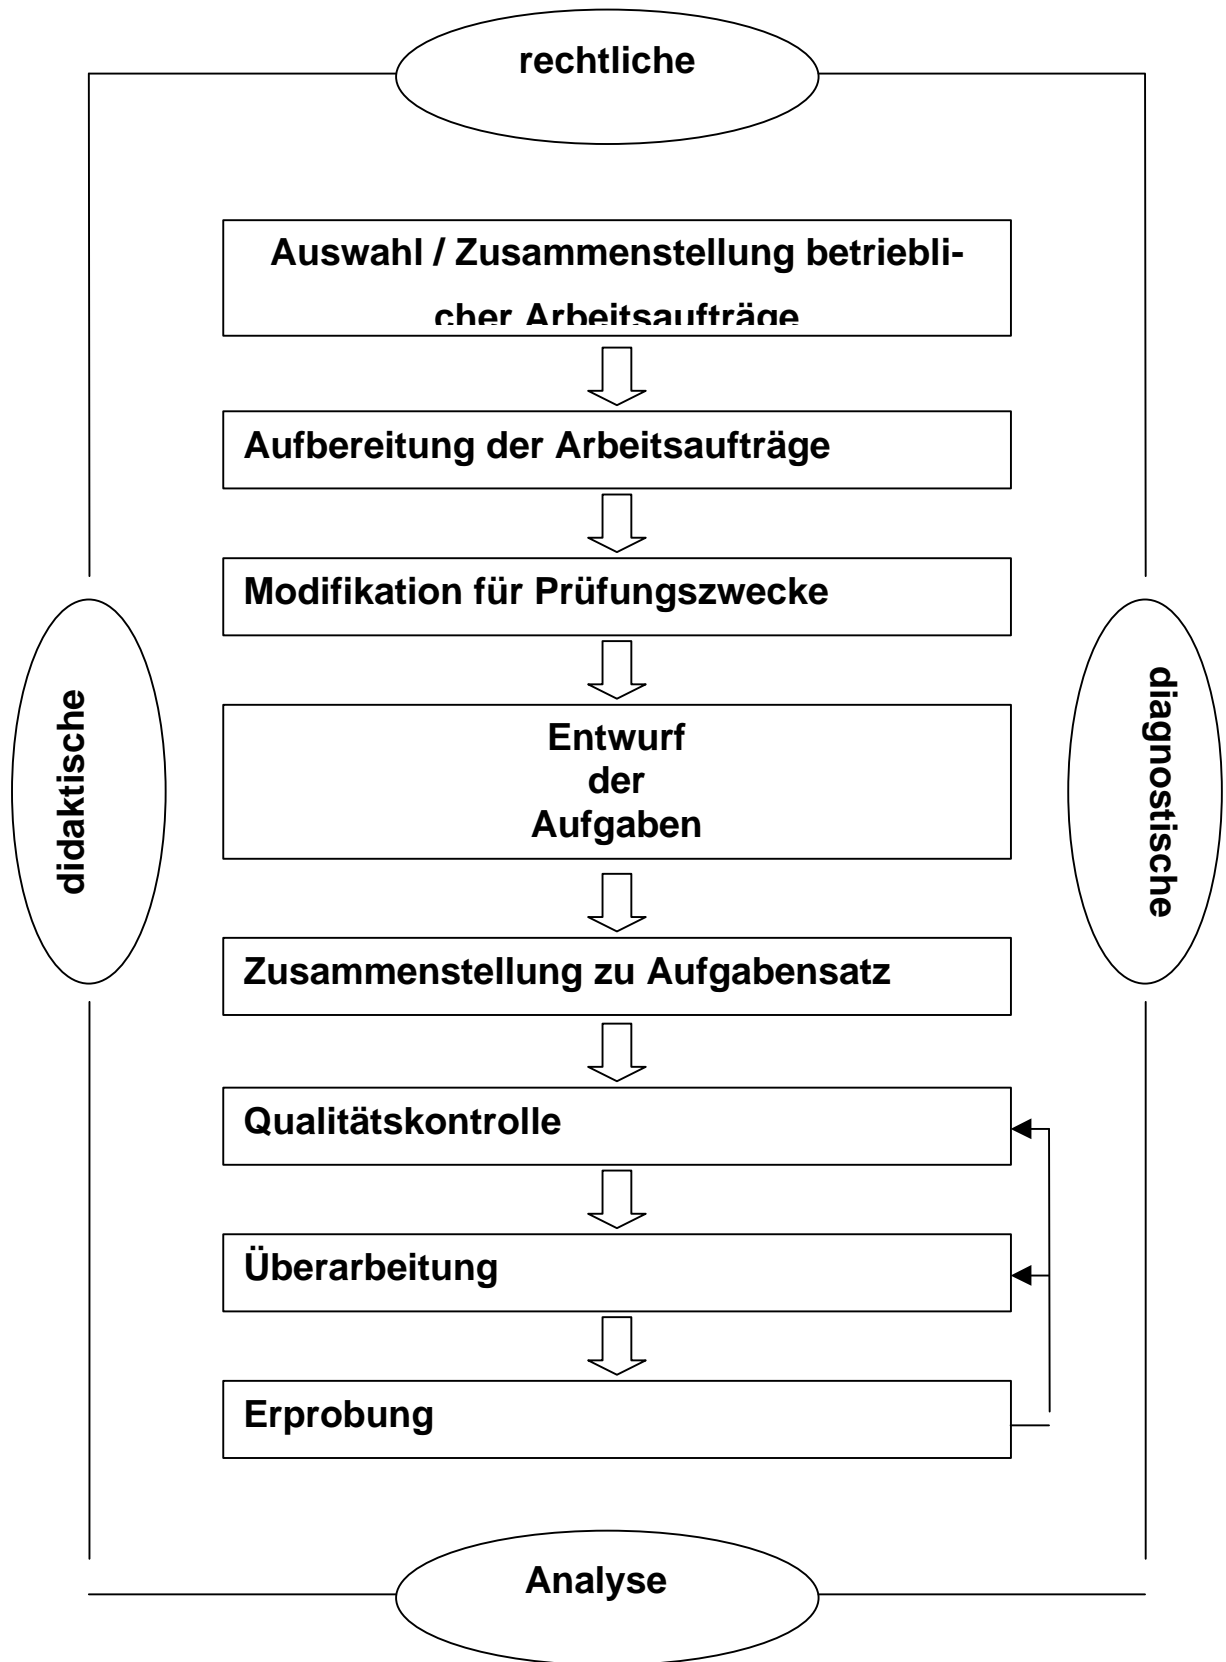 rechtliche
Auswahl / Zusammenstellung betriebli-
cher Arbeitsaufträge
Aufbereitung der Arbeitsaufträge
Modifikation für Prüfungszwecke
didaktische
diagnostische
Entwurf
der
Aufgaben
Zusammenstellung zu Aufgabensatz
Qualitätskontrolle
Überarbeitung
Erprobung
Analyse